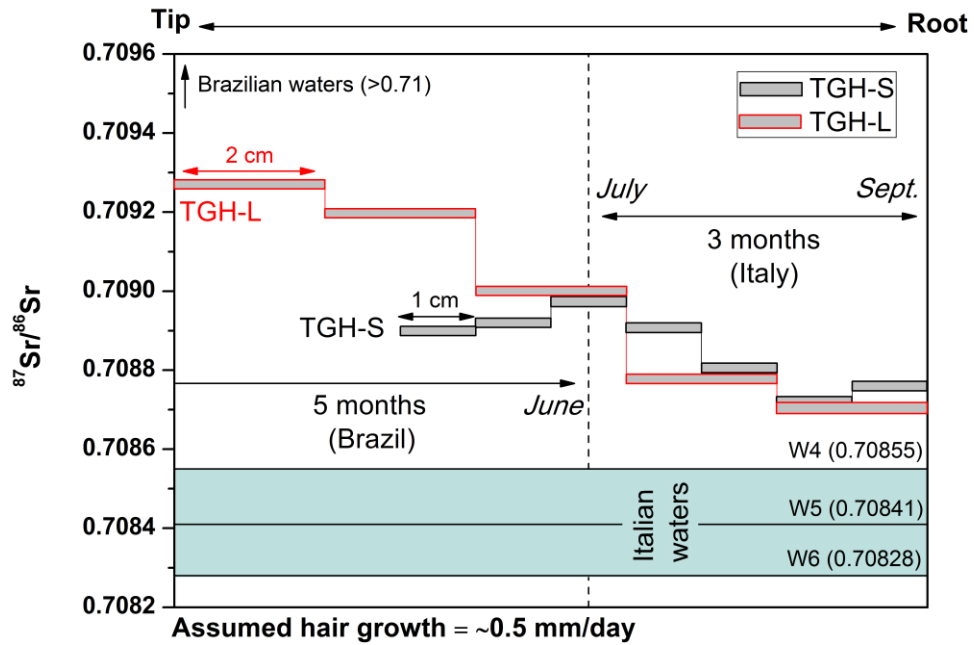 Tip
Root
0.7096
0.7094
0.7092
0.7090
0.7088
0.7086
0.7084
0.7082
⁸⁷Sr/⁸⁶Sr
Brazilian waters (>0.71)
TGH-S
TGH-L
2 cm
TGH-L
July
Sept.
3 months
(Italy)
1 cm
TGH-S
5 months
(Brazil)
June
W4 (0.70855)
W5 (0.70841)
W6 (0.70828)
Italian
waters
Assumed hair growth = ~0.5 mm/day